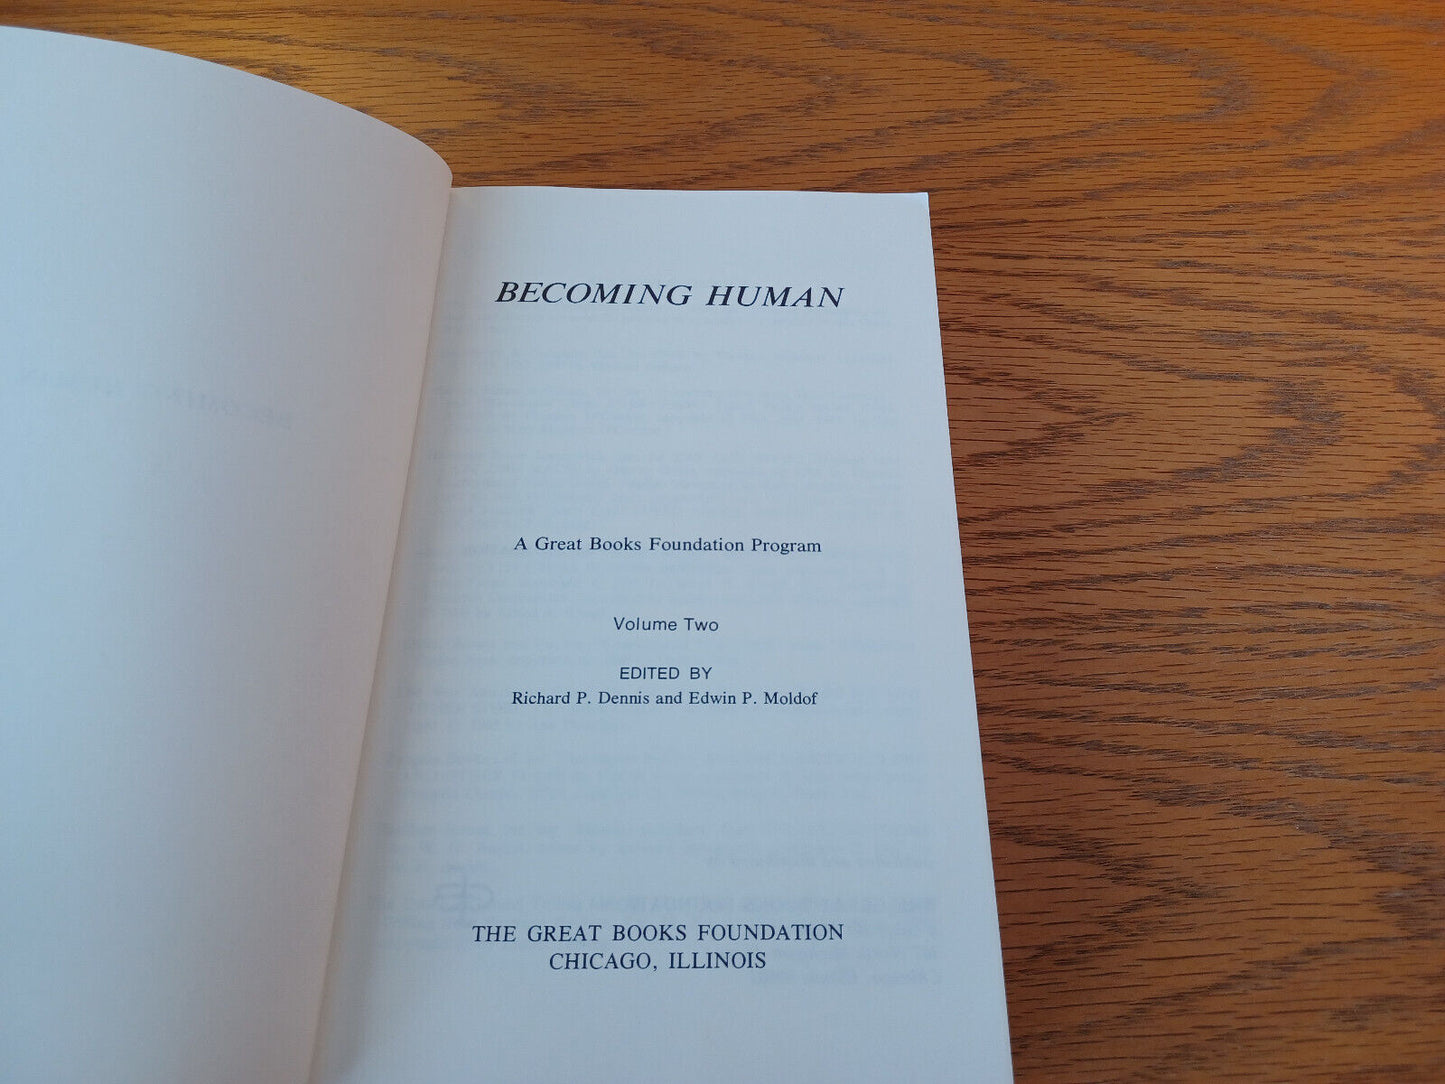 BECOMING HUMAN
A Great Books Foundation Program
Volume Two
EDITED BY
Richard P. Dennis and Edwin P. Moldof
THE GREAT BOOKS FOUNDATION
CHICAGO, ILLINOIS